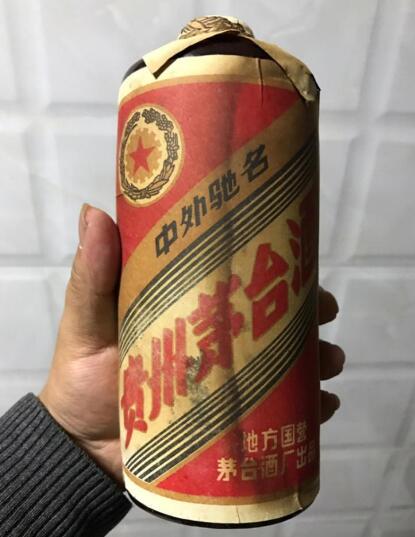 中外驰名
贵州茅台酒
地方国营
茅台酒厂出品